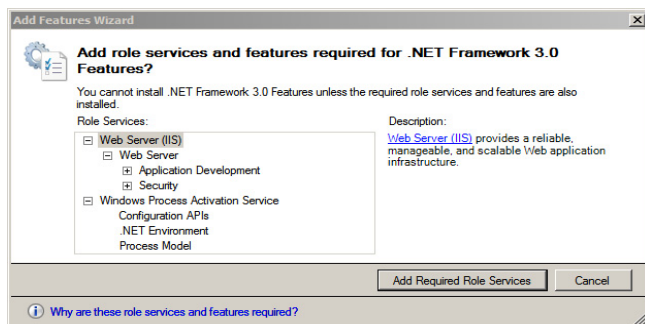 Add Features Wizard
Add role services and features required for .NET Framework 3.0
Features?
You cannot install .NET Framework 3.0 Features unless the required role services and features are also
installed.
Role Services:
Description:
Web Server (IIS)
Web Server
Application Development
Security
Windows Process Activation Service
Configuration APIs
.NET Environment
Process Model
Web Server (IIS) provides a reliable,
manageable, and scalable Web application
infrastructure.
Add Required Role Services
Cancel
Why are these role services and features required?